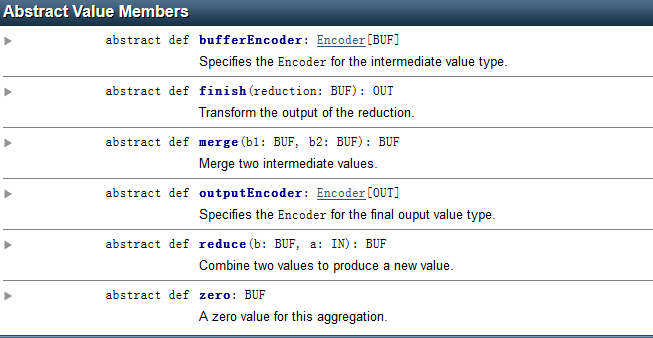 Abstract Value Members
abstract def bufferEncoder: Encoder[BUF]
Specifies the Encoder for the intermediate value type.
abstract def finish(reduction: BUF): OUT
Transform the output of the reduction.
abstract def merge(b1: BUF, b2: BUF): BUF
Merge two intermediate values.
abstract def outputEncoder: Encoder[OUT]
Specifies the Encoder for the final ouput value type.
abstract def reduce(b: BUF, a: IN): BUF
Combine two values to produce a new value.
abstract def zero: BUF
A zero value for this aggregation.